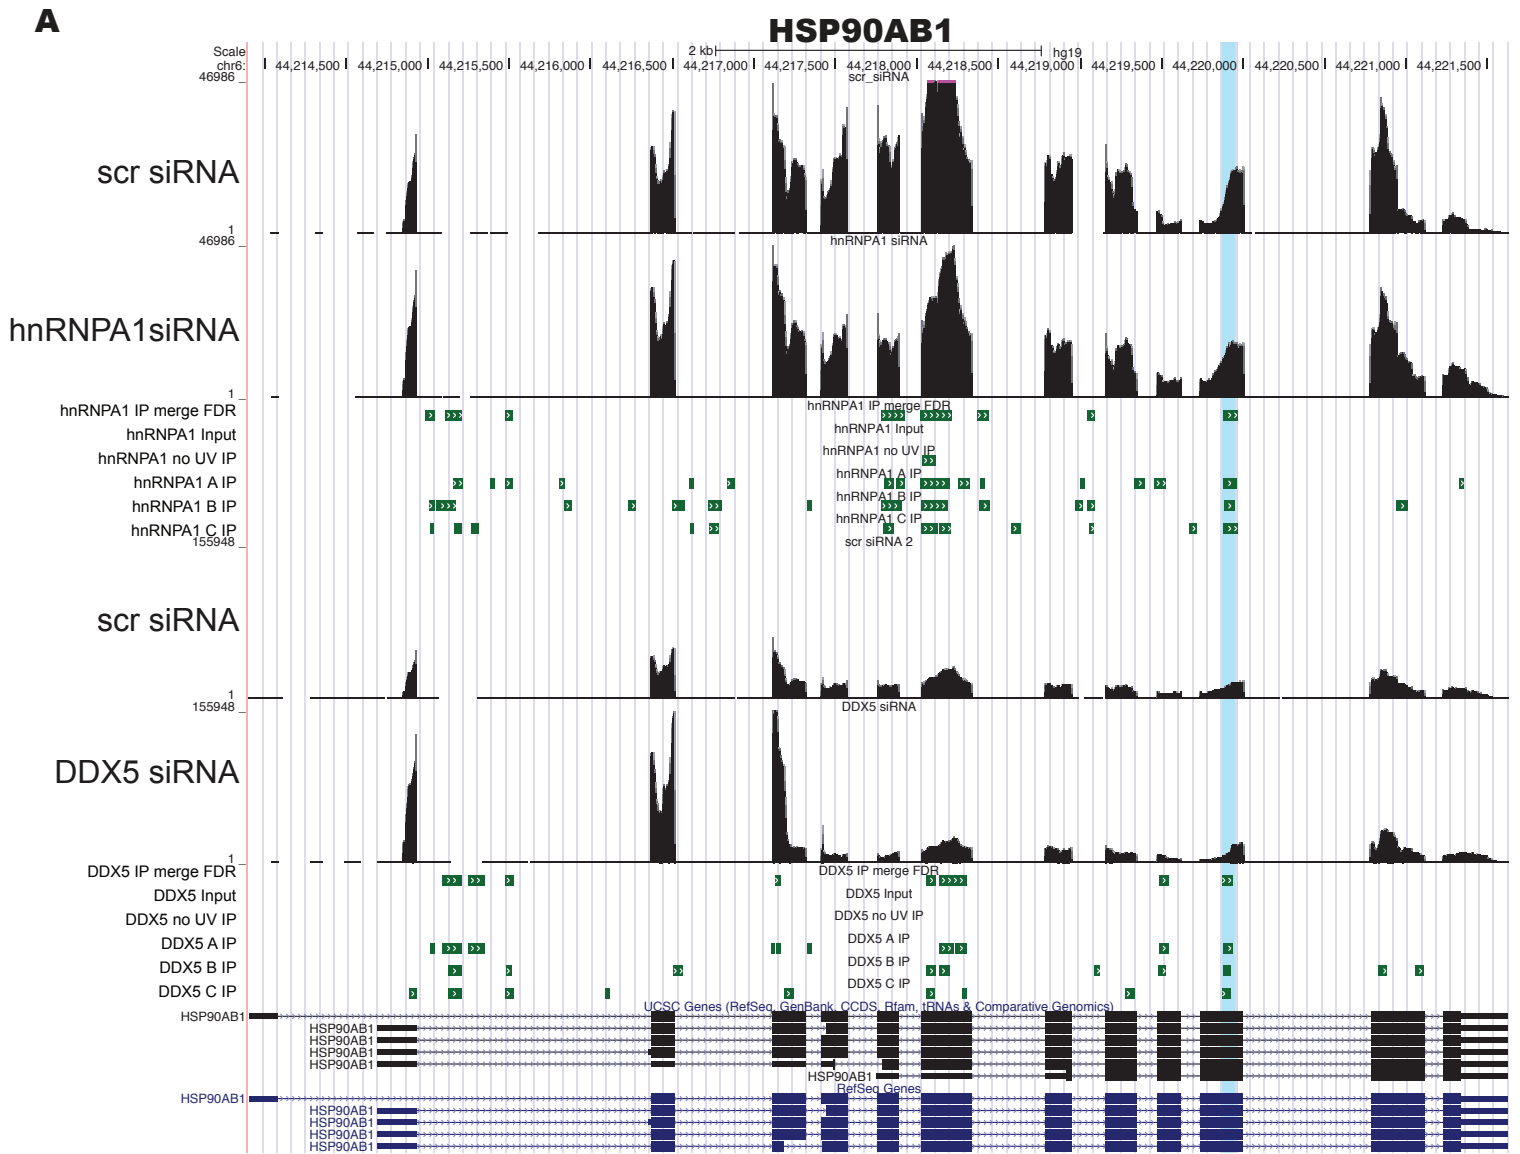 A
HSP90AB1
Scale
2 kb
hg19
chr6:
44,214,500
44,215,000
44,215,500
44,216,000
44,216,500
44,217,000
44,217,500
44,218,000
44,218,500
44,219,000
44,219,500
44,220,000
44,220,500
44,221,000
44,221,500
scr_siRNA
46986
scr siRNA
1
hnRNPA1 siRNA
46986
hnRNPA1siRNA
1
hnRNPA1 IP merge FDR
hnRNPA1 IP merge FDR
hnRNPA1 Input
hnRNPA1 Input
hnRNPA1 no UV IP
hnRNPA1 no UV IP
hnRNPA1 A IP
hnRNPA1 A IP
hnRNPA1 B IP
hnRNPA1 B IP
hnRNPA1 C IP
hnRNPA1 C IP
scr siRNA 2
155948
scr siRNA
1
DDX5 siRNA
155948
DDX5 siRNA
1
DDX5 IP merge FDR
DDX5 IP merge FDR
DDX5 Input
DDX5 Input
DDX5 no UV IP
DDX5 no UV IP
DDX5 A IP
DDX5 A IP
DDX5 B IP
DDX5 B IP
DDX5 C IP
DDX5 C IP
UCSC Genes (RefSeq, GenBank, CCDS, Rfam, tRNAs & Comparative Genomics)
HSP90AB1
HSP90AB1
HSP90AB1
HSP90AB1
HSP90AB1
HSP90AB1
RefSeq Genes
HSP90AB1
HSP90AB1
HSP90AB1
HSP90AB1
HSP90AB1